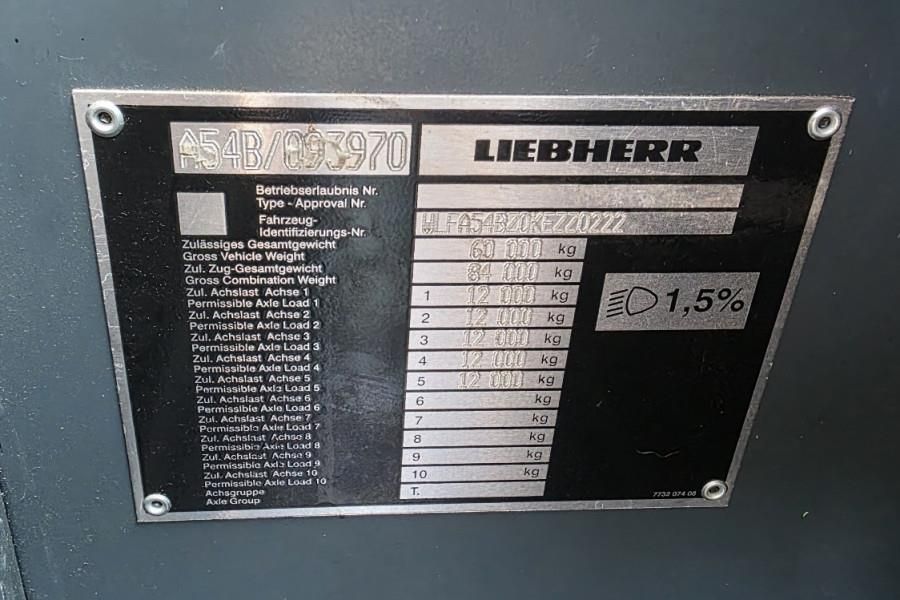 A54B/093970 LIEBHERR
Betriebserlaubnis Nr.
Type - Approval Nr.
Fahrzeug-
Identifizierungs-Nr. WLFA54BZ0KEZZ0222
Zulässiges Gesamtgewicht
Gross Vehicle Weight 60 000 kg
Zul. Zug-Gesamtgewicht
Gross Combination Weight 84 000 kg
Zul. Achslast /Achse 1
Permissible Axle Load 1 1 12 000 kg
Zul. Achslast /Achse 2
Permissible Axle Load 2 2 12 000 kg
Zul. Achslast /Achse 3
Permissible Axle Load 3 3 12 000 kg
Zul. Achslast /Achse 4
Permissible Axle Load 4 4 12 000 kg
Zul. Achslast /Achse 5
Permissible Axle Load 5 5 12 000 kg
Zul. Achslast /Achse 6
Permissible Axle Load 6 6 kg
Zul. Achslast /Achse 7
Permissible Axle Load 7 7 kg
Zul. Achslast /Achse 8
Permissible Axle Load 8 8 kg
Zul. Achslast /Achse 9
Permissible Axle Load 9 9 kg
Zul. Achslast /Achse 10
Permissible Axle Load 10 10 kg
Achsgruppe
Axle Group T.
1,5%
7732 074 08